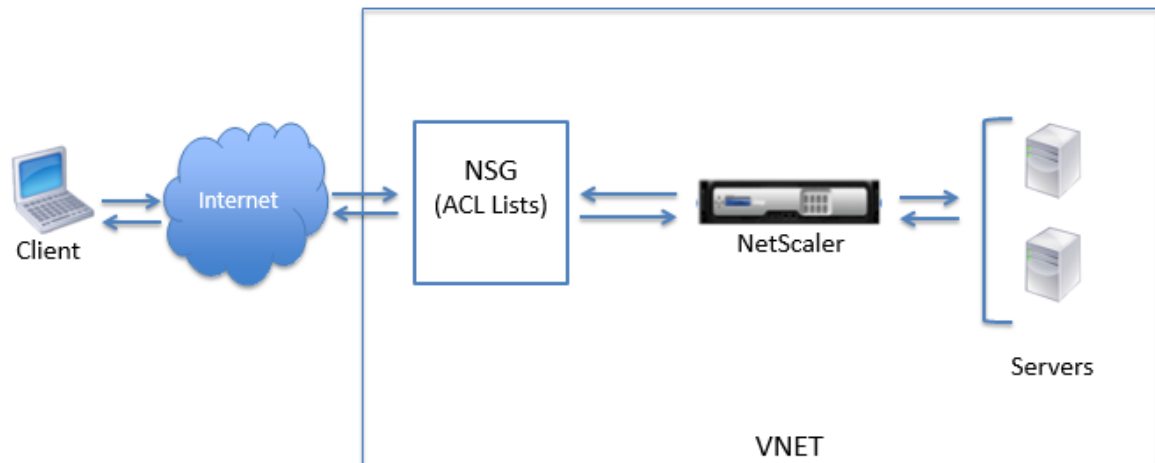 Client
Internet
NSG
(ACL Lists)
NetScaler
Servers
VNET